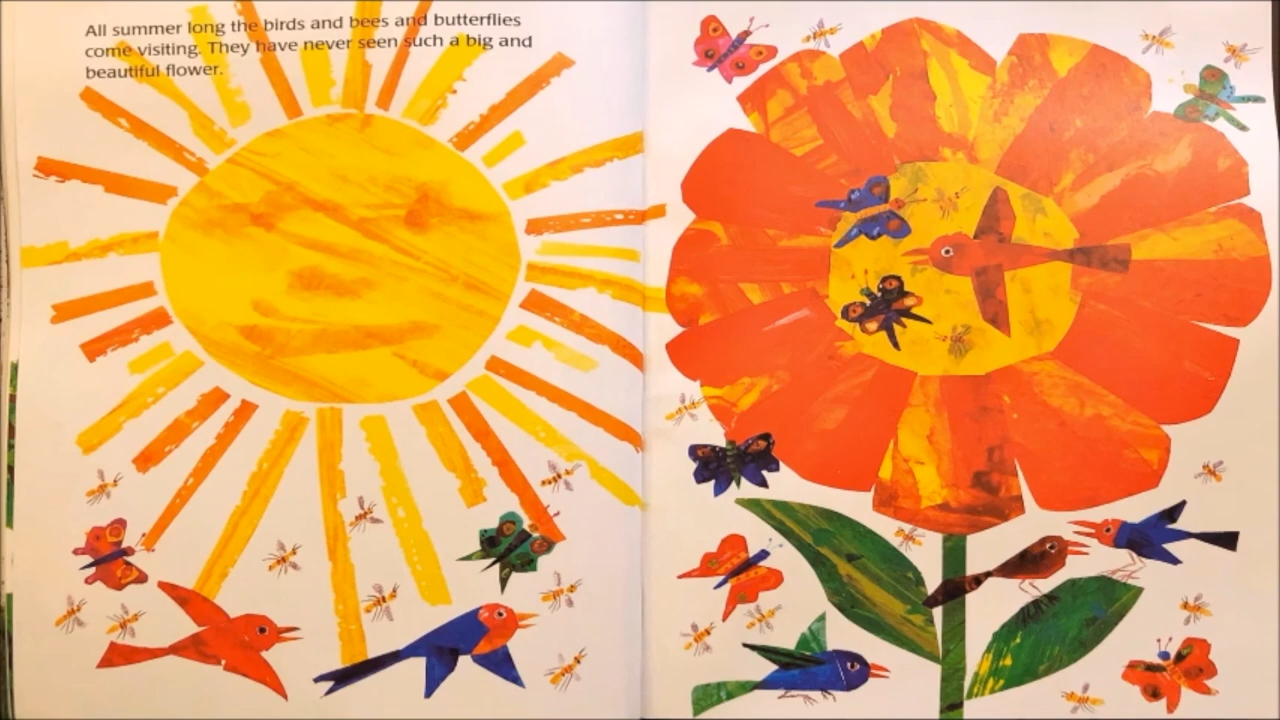 All summer long the birds and bees and butterflies
come visiting. They have never seen such a big and
beautiful flower.